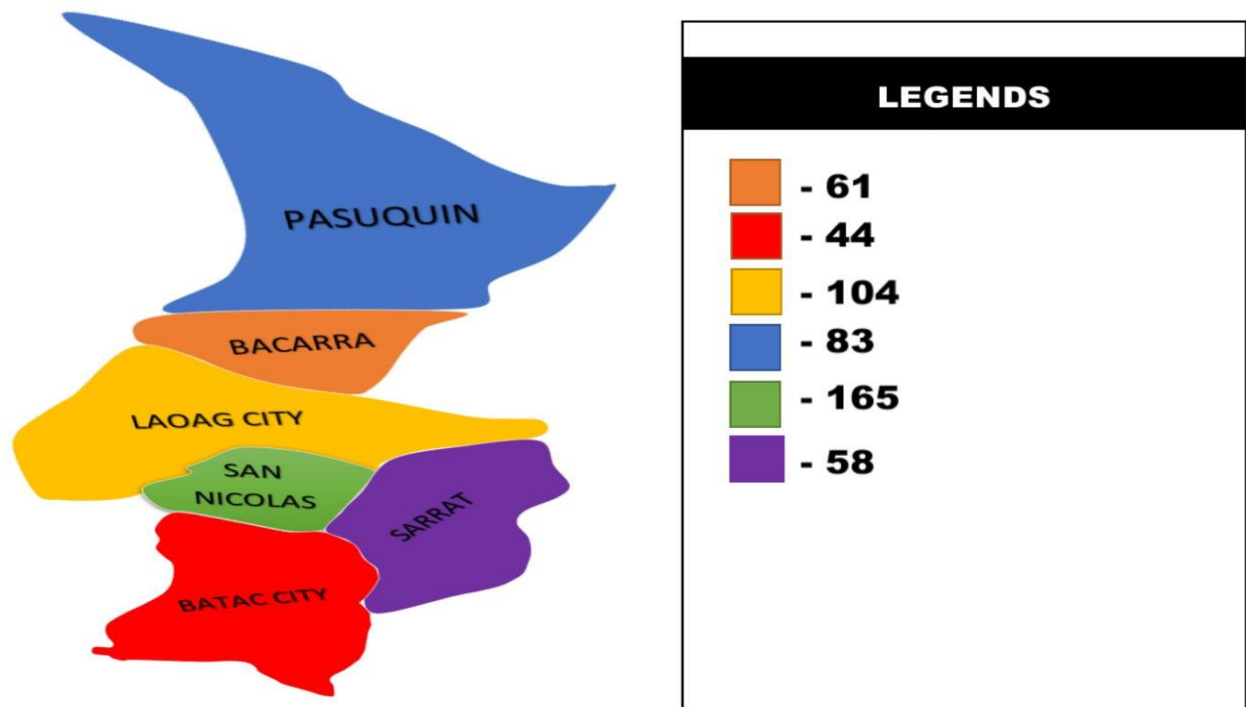 PASUQUIN
BACARRA
LAOAG CITY
SAN
NICOLAS
SARRAT
BATAC CITY
LEGENDS
- 61
- 44
- 104
- 83
- 165
- 58